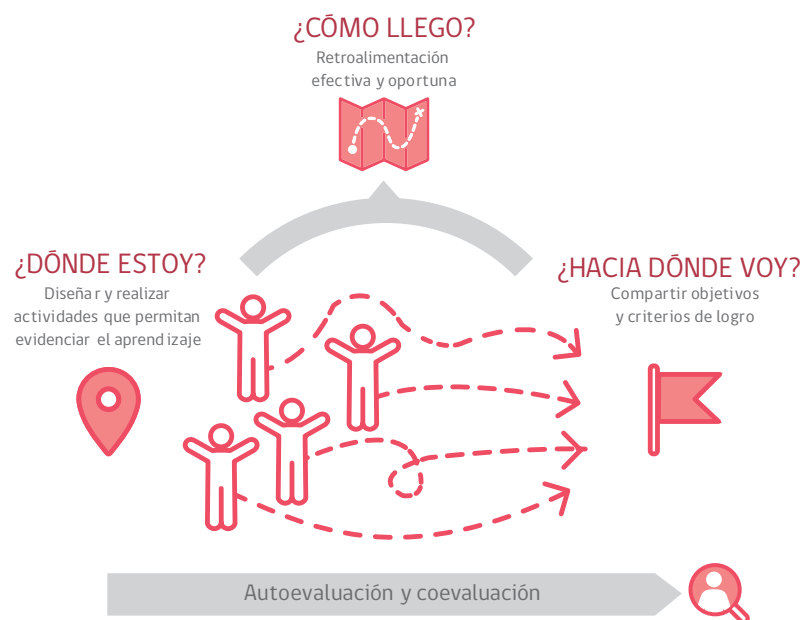 ¿CÓMO LLEGO?
Retroalimentación
efectiva y oportuna
¿DÓNDE ESTOY?
Diseñar y realizar
actividades que permitan
evidenciar el aprendizaje
¿HACIA DÓNDE VOY?
Compartir objetivos
y criterios de logro
Autoevaluación y coevaluación